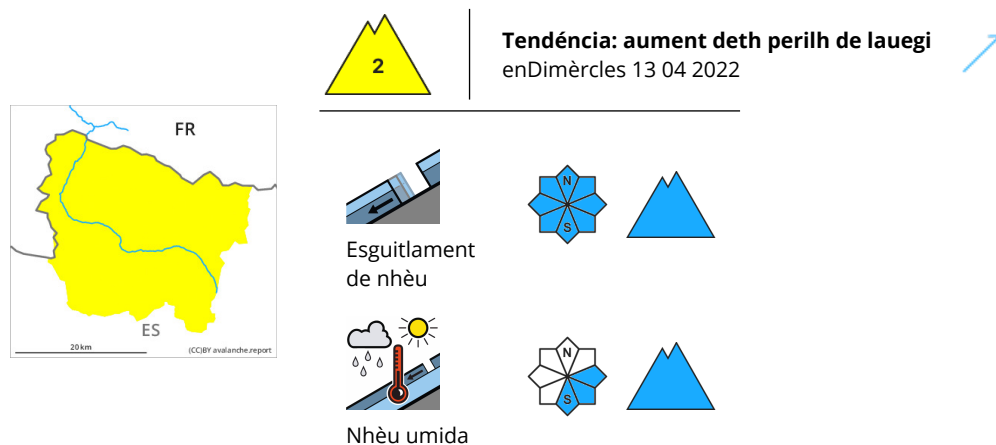 2
Tendéncia: aument deth perilh de lauegi
enDimèrcles 13 04 2022
FR
ES
20 km
(CC)BY avalanche.report
N
S
Esguitlament
de nhèu
N
S
Nhèu umida